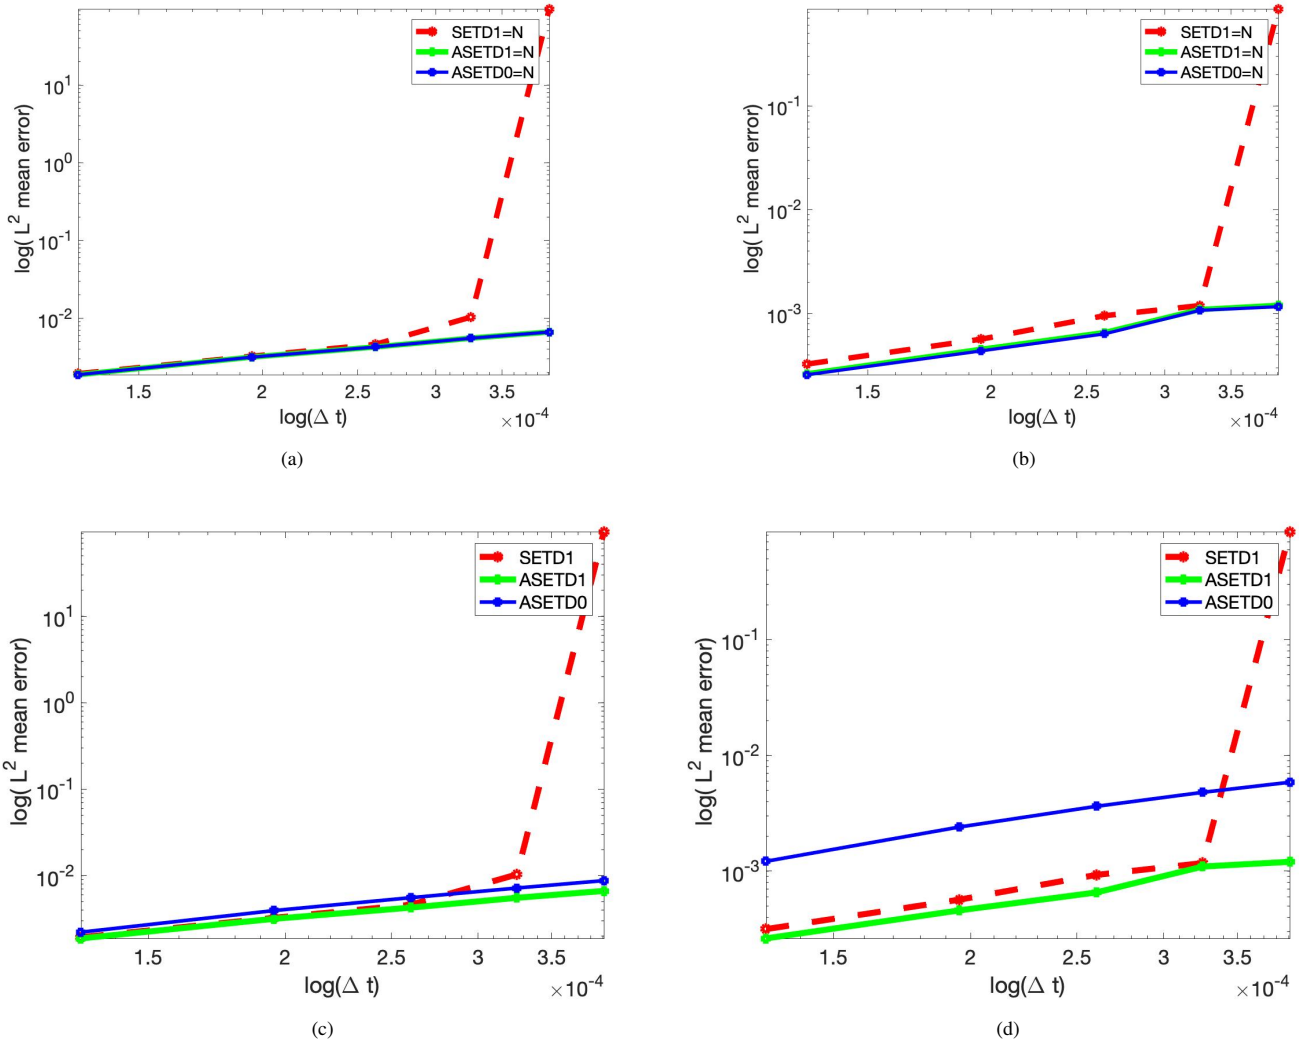 SETD1=N
ASETD1=N
ASETD0=N
10^1
10^0
10^-1
10^-2
log( L^2 mean error)
1.5 2 2.5 3 3.5
log(Δ t)
×10^-4
(a)
SETD1=N
ASETD1=N
ASETD0=N
10^-1
10^-2
10^-3
log( L^2 mean error)
1.5 2 2.5 3 3.5
log(Δ t)
×10^-4
(b)
SETD1
ASETD1
ASETD0
10^1
10^0
10^-1
10^-2
log( L^2 mean error)
1.5 2 2.5 3 3.5
log(Δ t)
×10^-4
(c)
SETD1
ASETD1
ASETD0
10^-1
10^-2
10^-3
log( L^2 mean error)
1.5 2 2.5 3 3.5
log(Δ t)
×10^-4
(d)